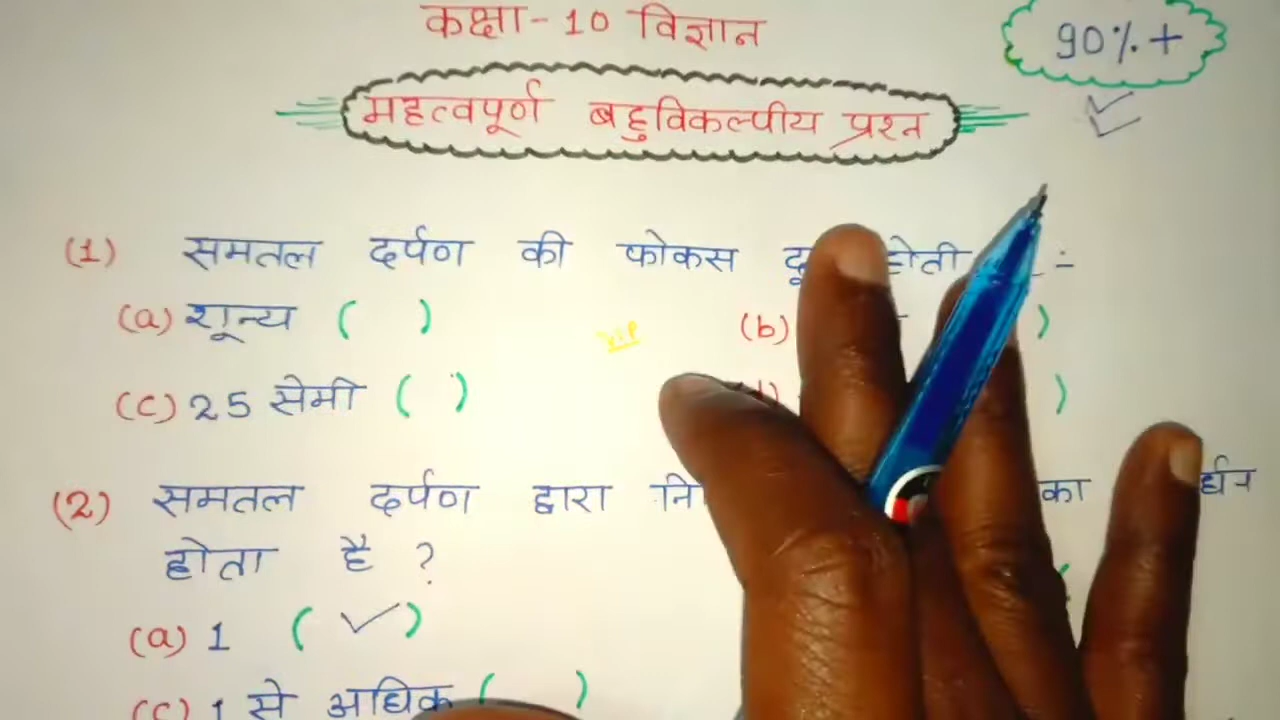 कक्षा - 10 विज्ञान
90% +
महत्वपूर्ण बहुविकल्पीय प्रश्न
(1) समतल दर्पण की फोकस होती :-
(a) शून्य ( ) (b) )
VIP
(c) 25 सेमी ( ) )
(2) समतल दर्पण द्वारा का
होता है ?
(a) 1 ( ✓ )
(c) 1 से अधिक ( )